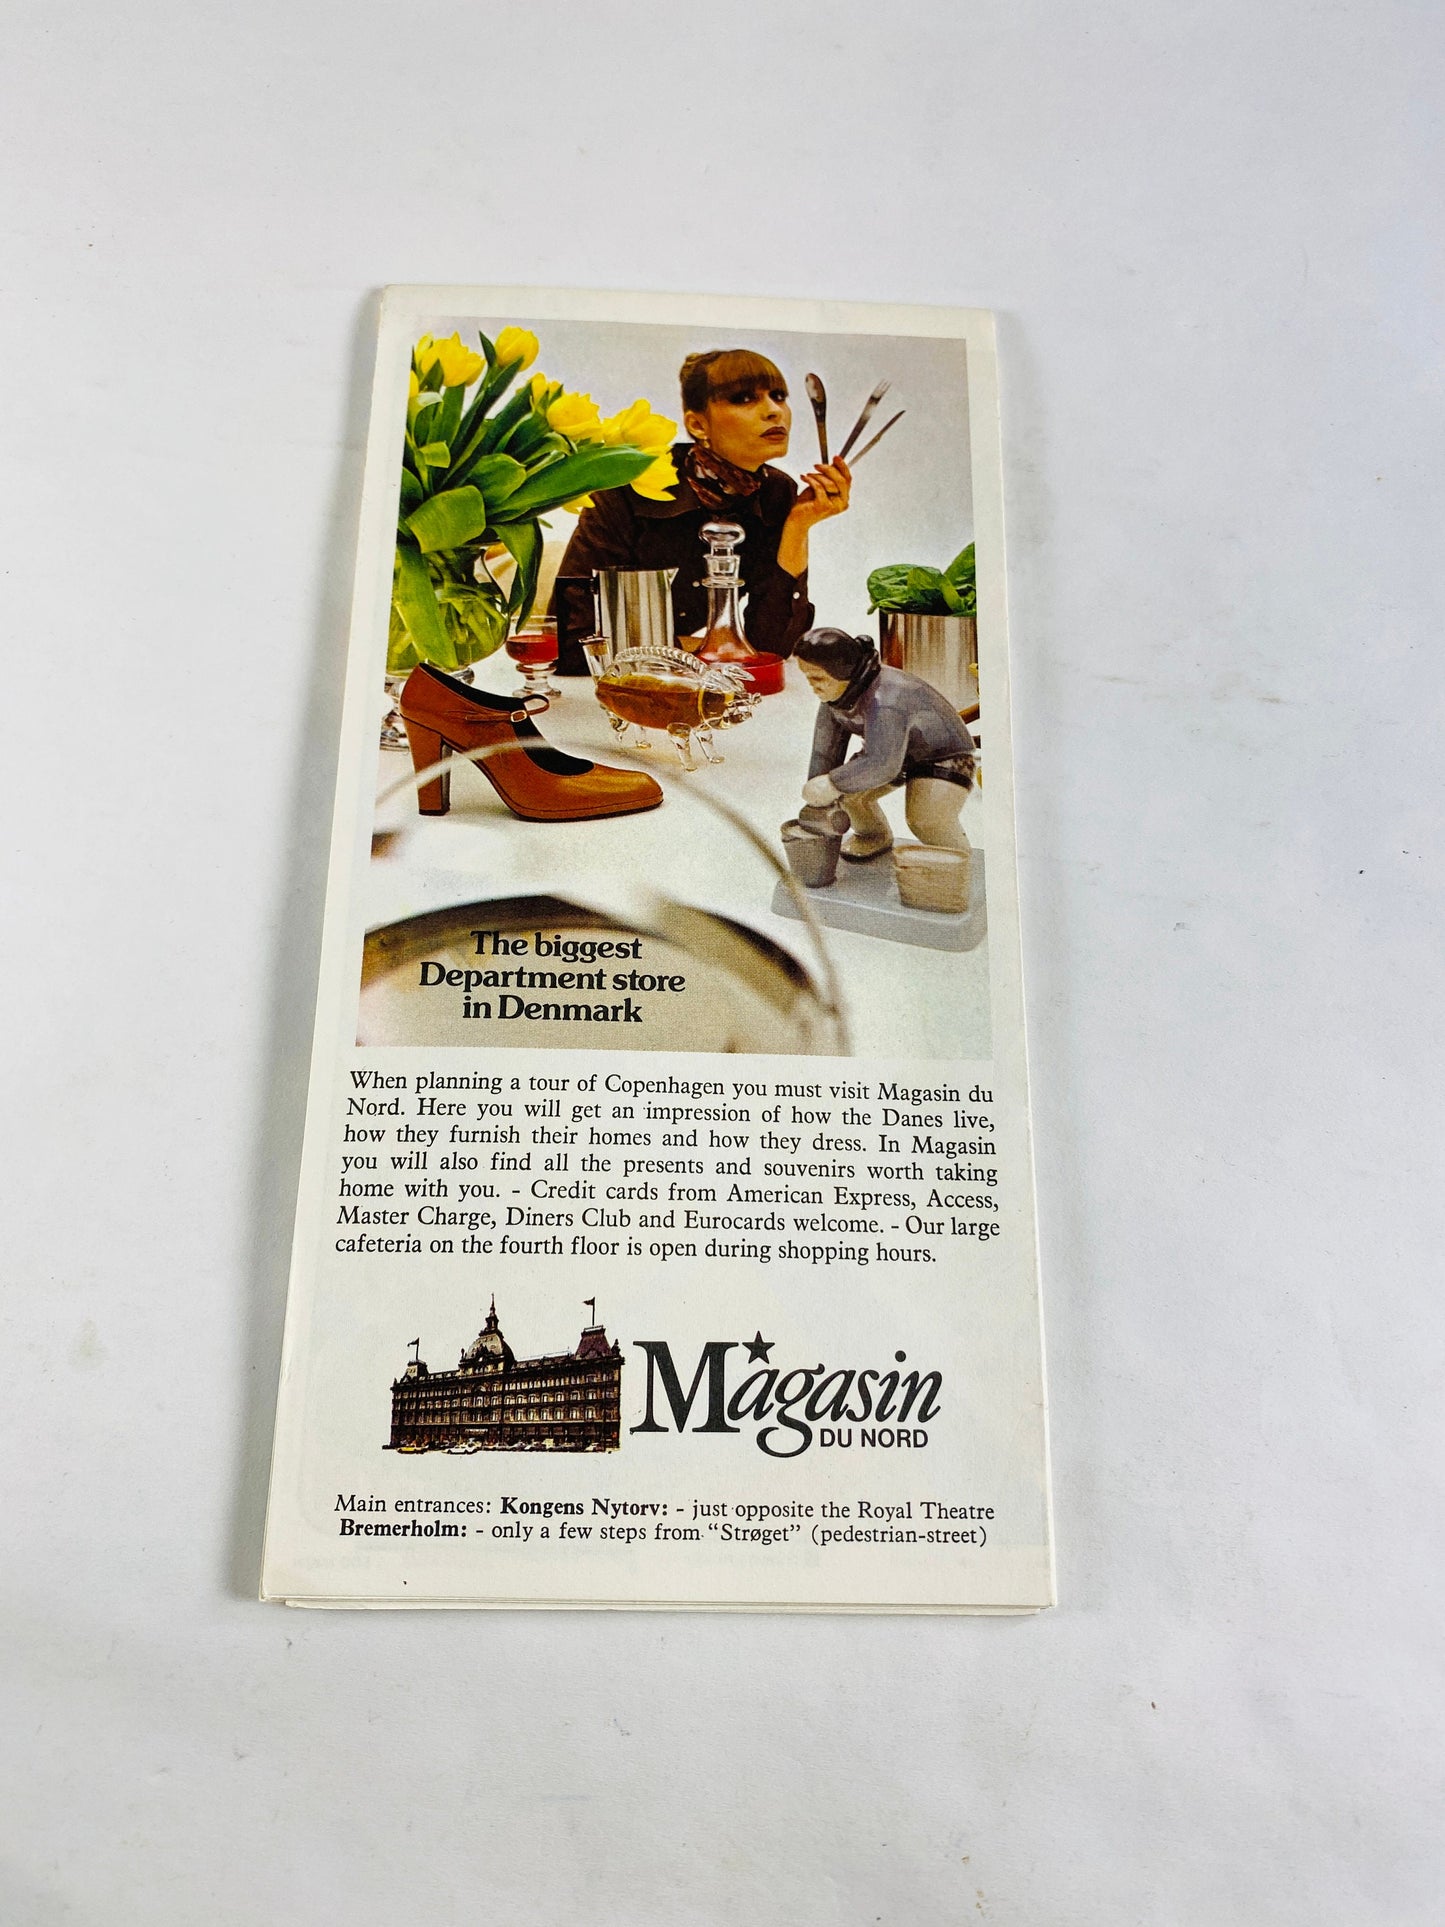 The biggest
Department store
in Denmark
When planning a tour of Copenhagen you must visit Magasin du
Nord. Here you will get an impression of how the Danes live,
how they furnish their homes and how they dress. In Magasin
you will also find all the presents and souvenirs worth taking
home with you. - Credit cards from American Express, Access,
Master Charge, Diners Club and Eurocards welcome. - Our large
cafeteria on the fourth floor is open during shopping hours.
Magasin
DU NORD
Main entrances: Kongens Nytorv: - just opposite the Royal Theatre
Bremerholm: - only a few steps from "Strøget" (pedestrian-street)